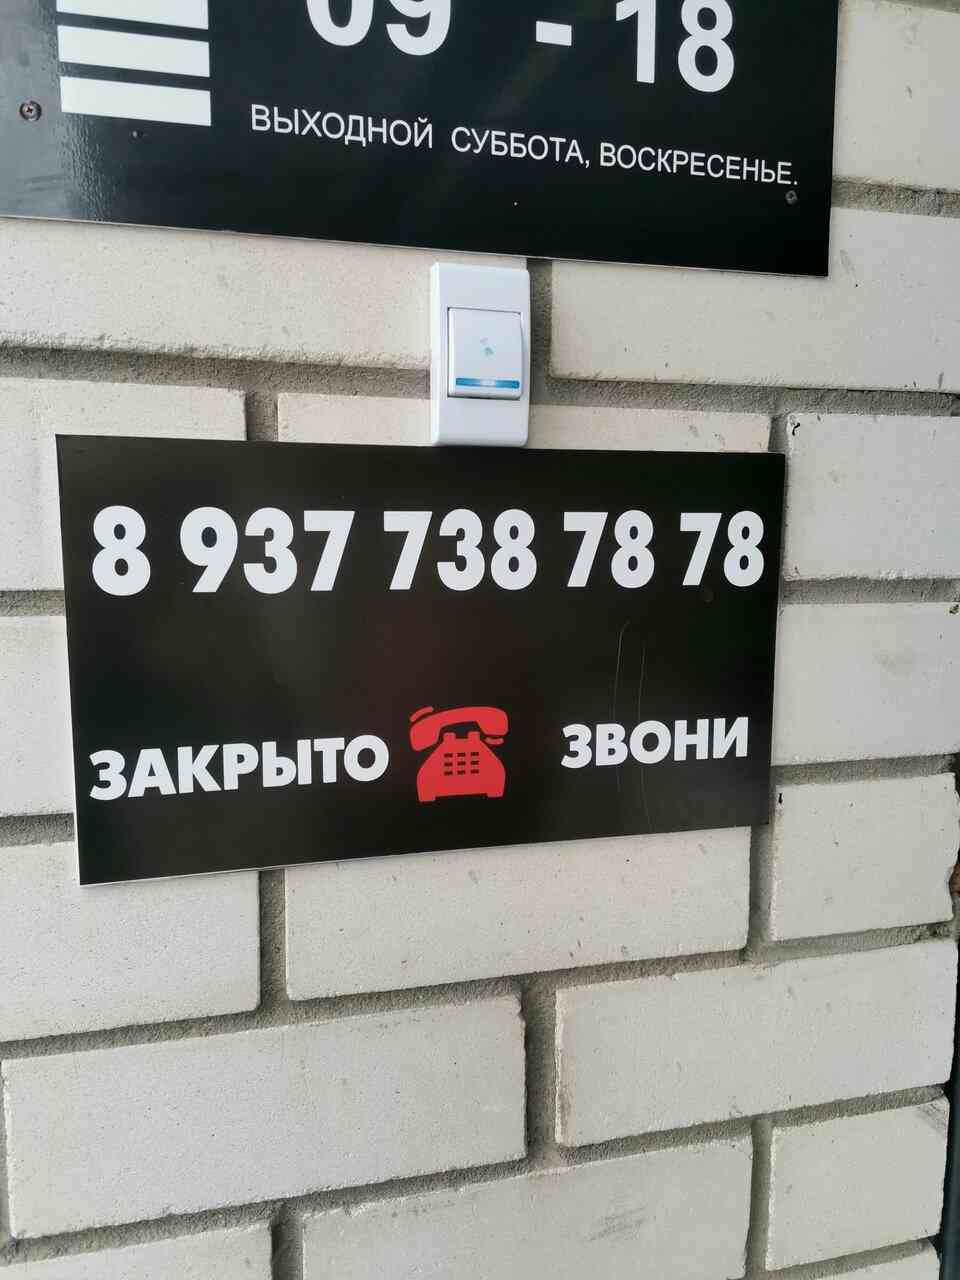 09 - 18
ВЫХОДНОЙ СУББОТА, ВОСКРЕСЕНЬЕ.
8 937 738 78 78
ЗАКРЫТО ЗВОНИ